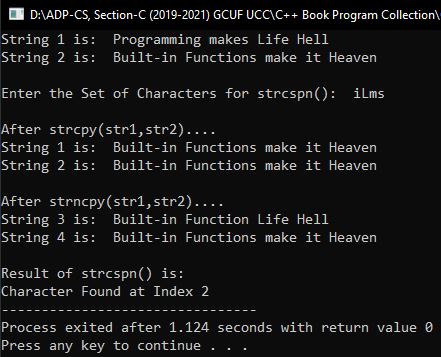 D:\ADP-CS, Section-C (2019-2021) GCUF UCC\C++ Book Program Collection\
String 1 is:  Programming makes Life Hell
String 2 is:  Built-in Functions make it Heaven
Enter the Set of Characters for strcspn():  iLms
After strcpy(str1,str2)....
String 1 is:  Built-in Functions make it Heaven
String 2 is:  Built-in Functions make it Heaven
After strncpy(str1,str2)....
String 3 is:  Built-in Function Life Hell
String 4 is:  Built-in Functions make it Heaven
Result of strcspn() is:
Character Found at Index 2
--------------------------------
Process exited after 1.124 seconds with return value 0
Press any key to continue . . .